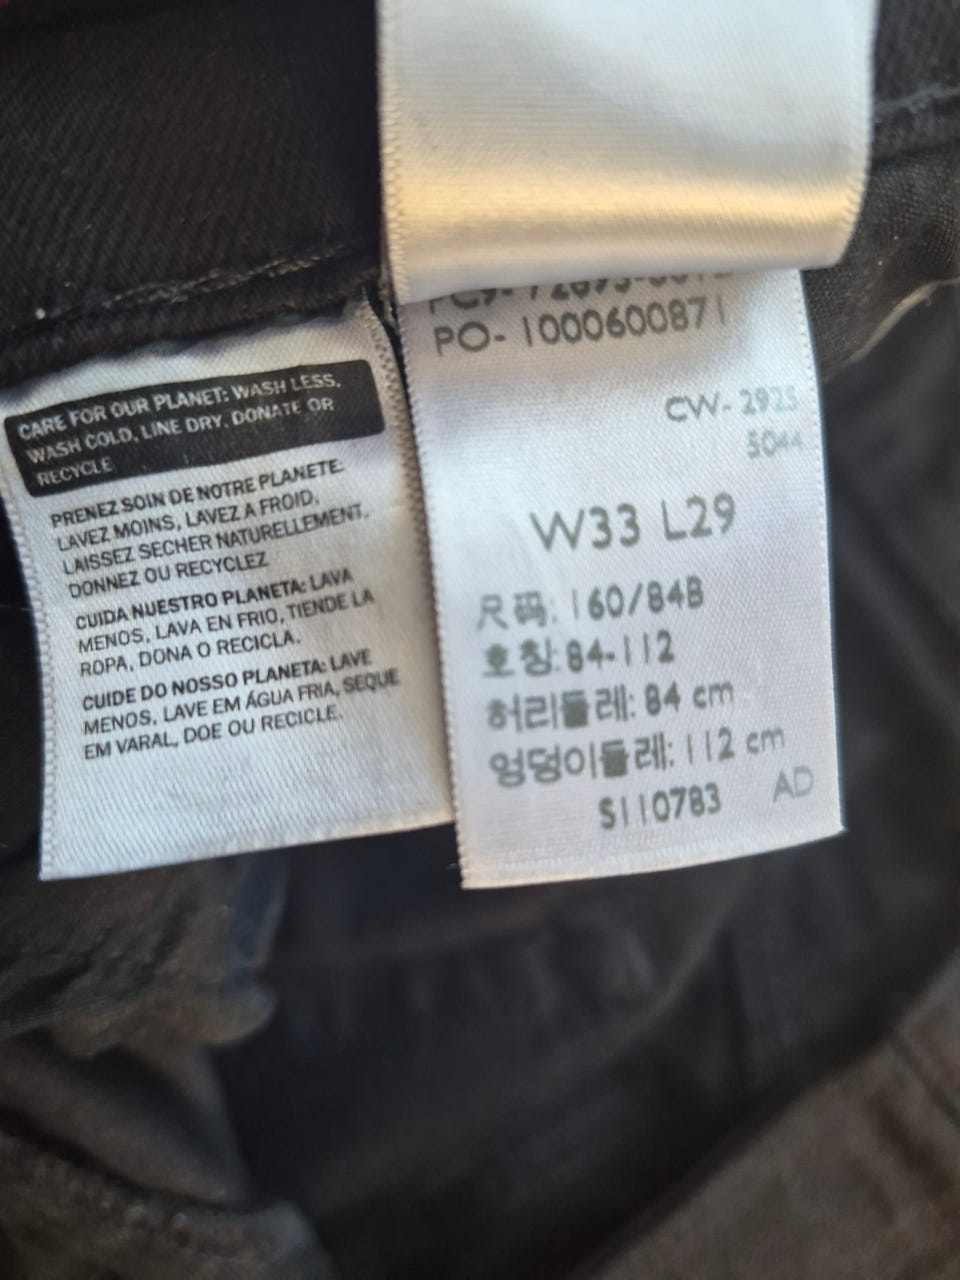 CARE FOR OUR PLANET: WASH LESS,
WASH COLD, LINE DRY, DONATE OR
RECYCLE
PRENEZ SOIN DE NOTRE PLANETE:
LAVEZ MOINS, LAVEZ A FROID,
LAISSEZ SECHER NATURELLEMENT,
DONNEZ OU RECYCLEZ
CUIDA NUESTRO PLANETA: LAVA
MENOS, LAVA EN FRIO, TIENDE LA
ROPA, DONA O RECICLA.
CUIDE DO NOSSO PLANETA: LAVE
MENOS, LAVE EM ÁGUA FRIA, SEQUE
EM VARAL, DOE OU RECICLE.
PO- 1000600871
CW- 2925
5044
W33 L29
尺码: 160/84B
호칭: 84-112
허리둘레: 84 cm
엉덩이둘레: 112 cm
S110783 AD